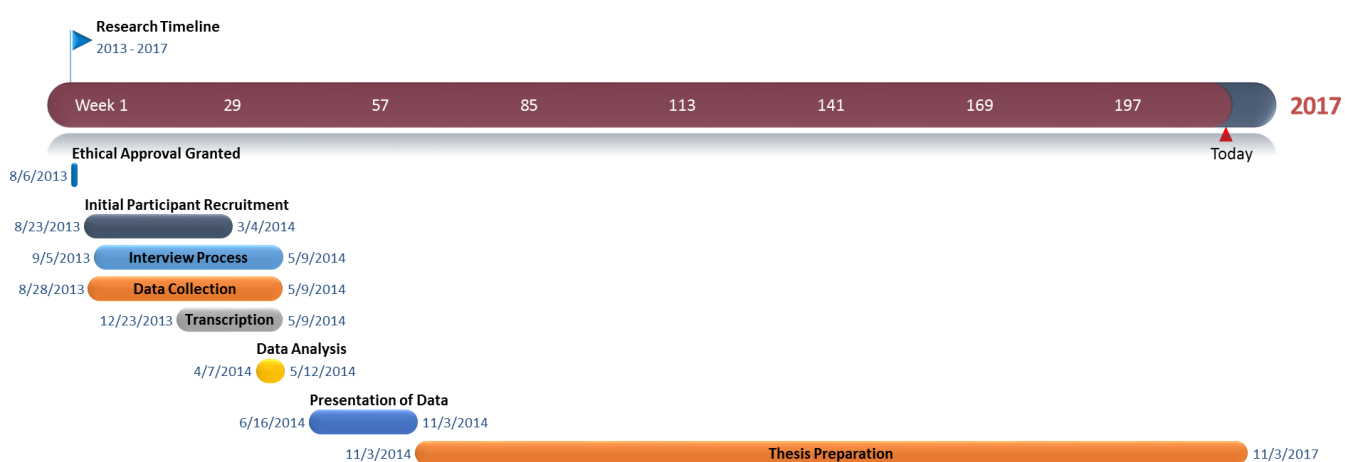 Research Timeline
2013 - 2017
Week 1 29 57 85 113 141 169 197 2017
Today
Ethical Approval Granted
8/6/2013
Initial Participant Recruitment
8/23/2013 3/4/2014
9/5/2013 Interview Process 5/9/2014
8/28/2013 Data Collection 5/9/2014
12/23/2013 Transcription 5/9/2014
Data Analysis
4/7/2014 5/12/2014
Presentation of Data
6/16/2014 11/3/2014
11/3/2014 Thesis Preparation 11/3/2017